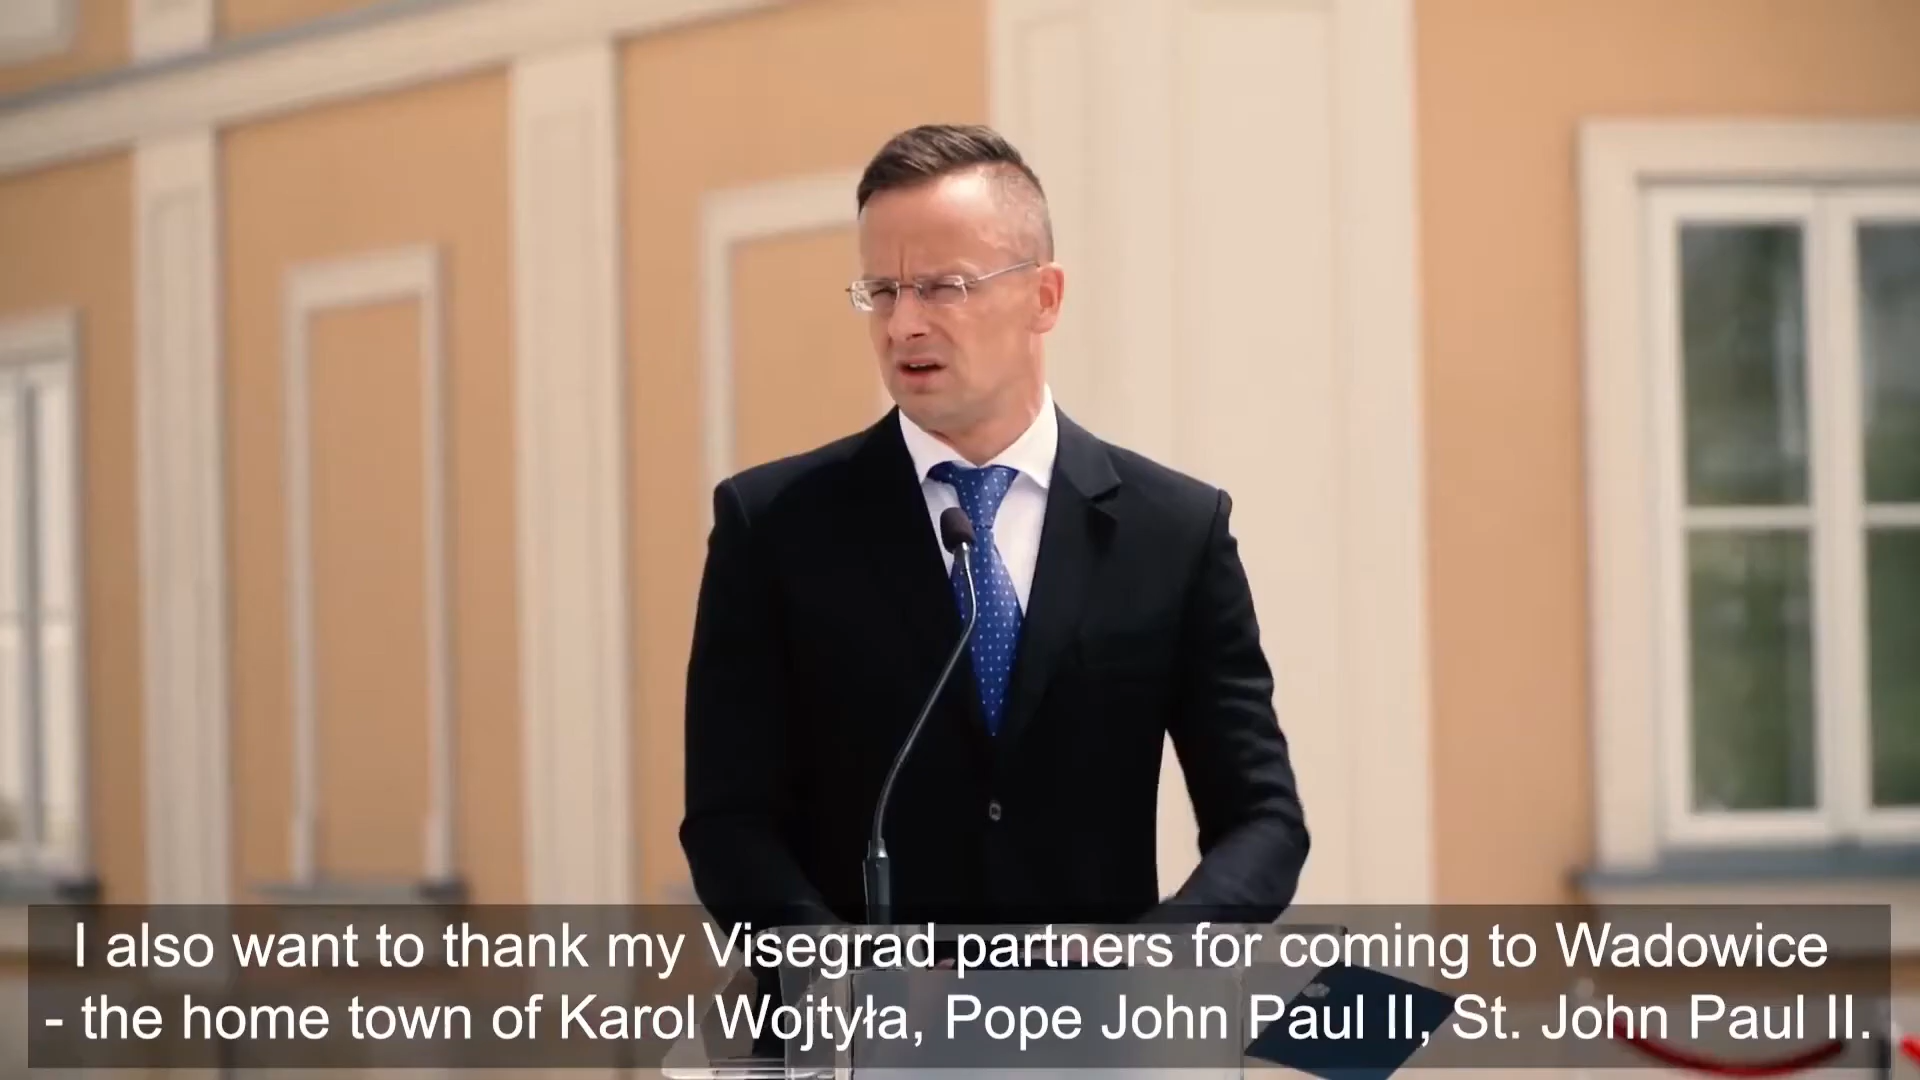 I also want to thank my Visegrad partners for coming to Wadowice
- the home town of Karol Wojtyła, Pope John Paul II, St. John Paul II.